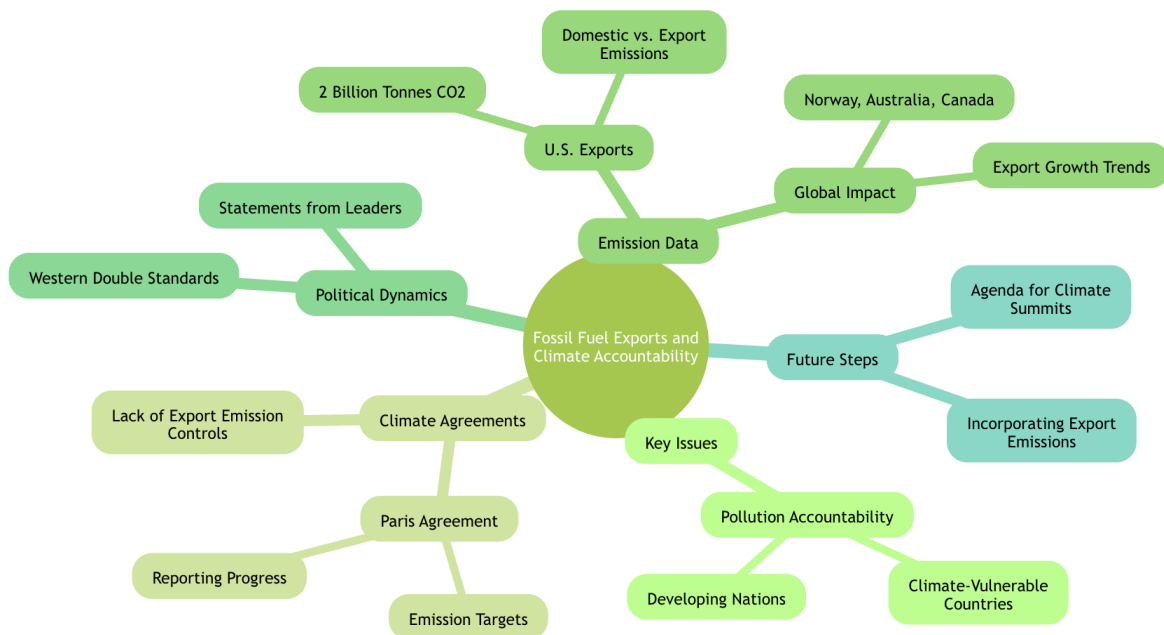 Domestic vs. Export
Emissions
2 Billion Tonnes CO2
Norway, Australia, Canada
U.S. Exports
Export Growth Trends
Global Impact
Statements from Leaders
Emission Data
Western Double Standards
Political Dynamics
Agenda for Climate
Summits
Fossil Fuel Exports and
Climate Accountability
Future Steps
Lack of Export Emission
Controls
Climate Agreements
Incorporating Export
Emissions
Key Issues
Paris Agreement
Pollution Accountability
Reporting Progress
Developing Nations
Climate-Vulnerable
Countries
Emission Targets